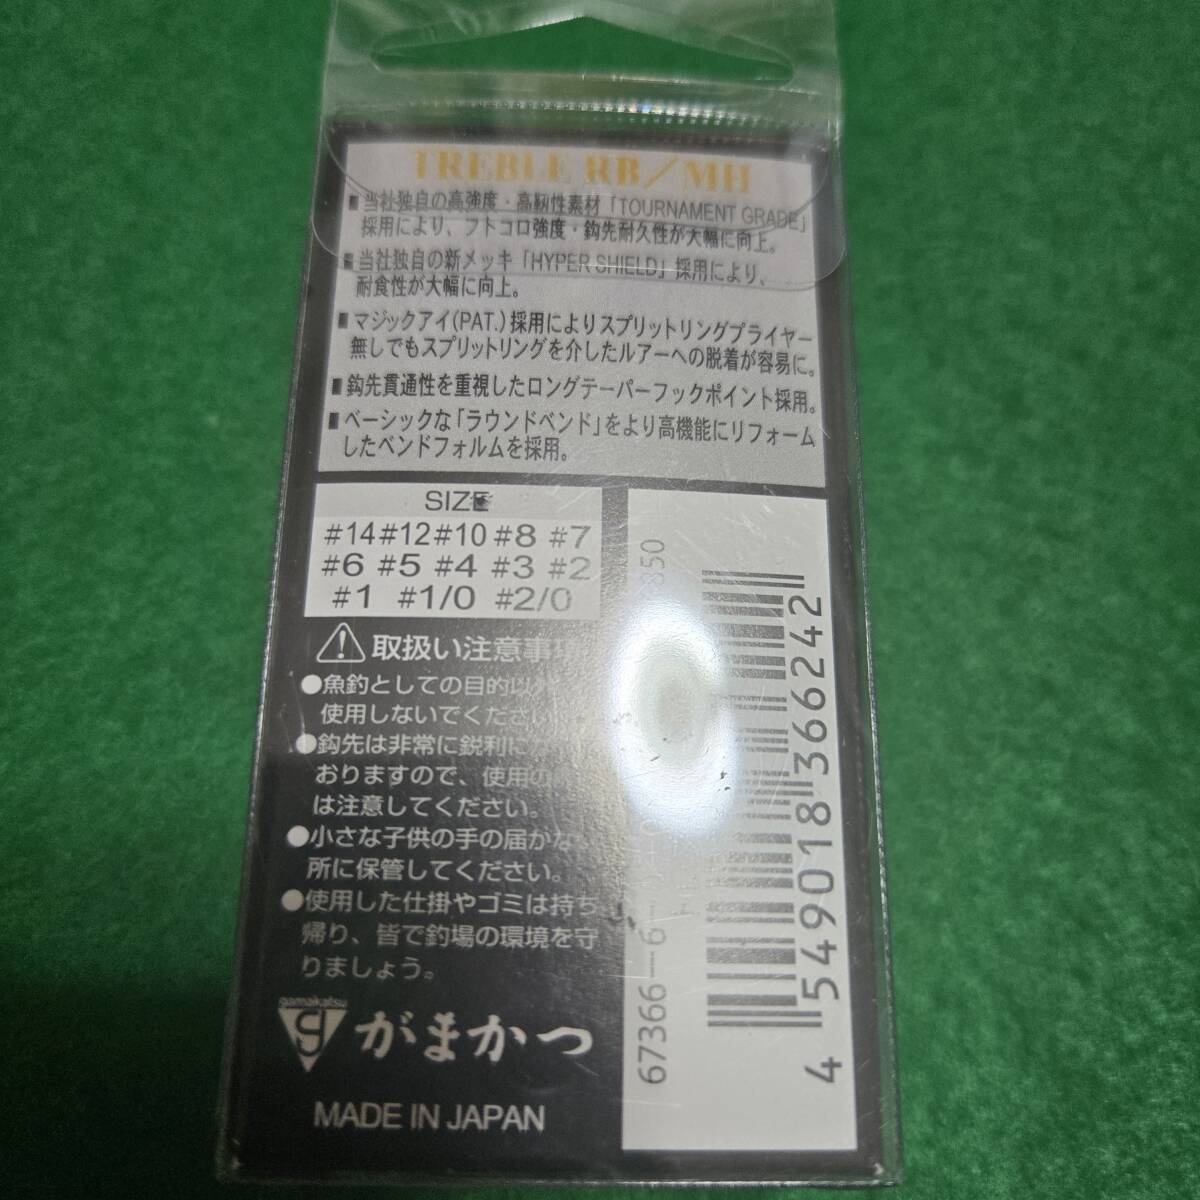 TREBLE RB/MH
■当社独自の高強度・高靭性素材「TOURNAMENT GRADE」
採用により、フトコロ強度・鈎先耐久性が大幅に向上。
■当社独自の新メッキ「HYPER SHIELD」採用により、
耐食性が大幅に向上。
■マジックアイ(PAT.)採用によりスプリットリングプライヤー
無しでもスプリットリングを介したルアーへの脱着が容易に。
■鈎先貫通性を重視したロングテーパーフックポイント採用。
■ベーシックな「ラウンドベンド」をより高機能にリフォーム
したベンドフォルムを採用。
SIZE
#14 #12 #10 #8 #7
#6 #5 #4 #3 #2
#1 #1/0 #2/0
取扱い注意事項
●魚釣としての目的以外
使用しないでください
●鈎先は非常に鋭利に
おりますので、使用の
は注意してください。
●小さな子供の手の届かな
所に保管してください。
●使用した仕掛やゴミは持ち
帰り、皆で釣場の環境を守
りましょう。
gamakatsu
がまかつ
MADE IN JAPAN
67366-6
850
4 549018 366242